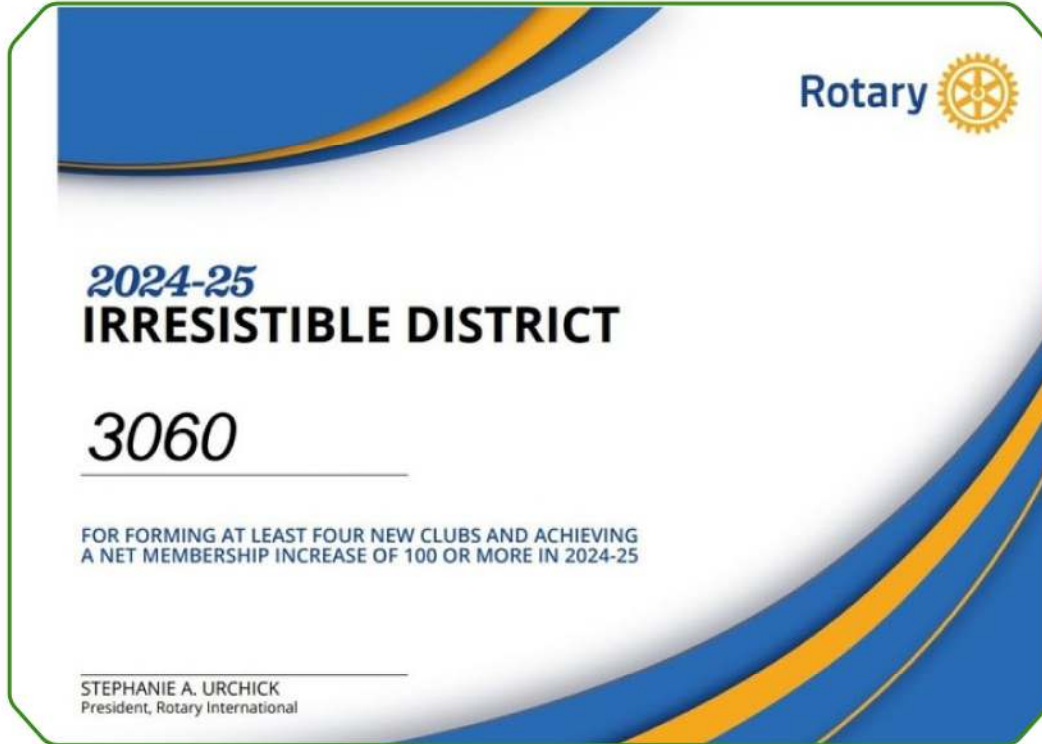 Rotary
2024-25
IRRESISTIBLE DISTRICT
3060
FOR FORMING AT LEAST FOUR NEW CLUBS AND ACHIEVING
A NET MEMBERSHIP INCREASE OF 100 OR MORE IN 2024-25
STEPHANIE A. URCHICK
President, Rotary International